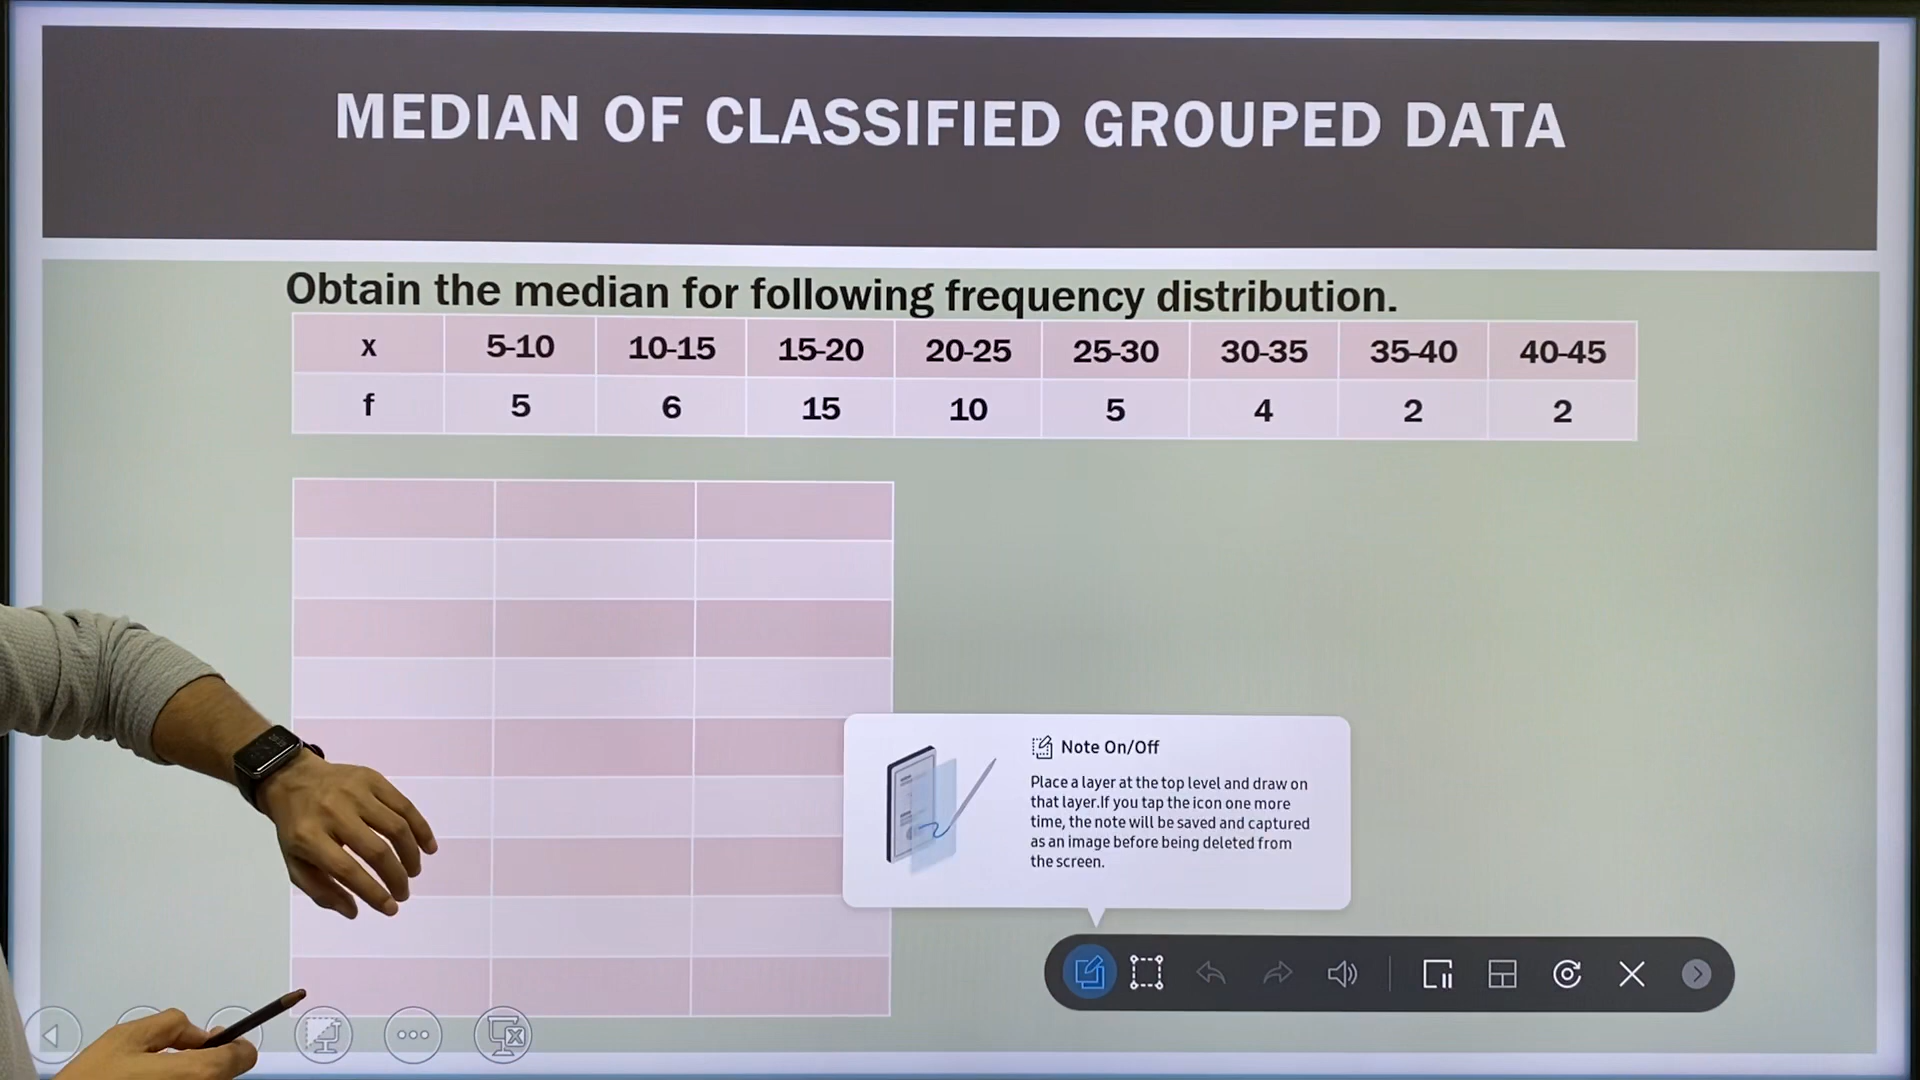 MEDIAN OF CLASSIFIED GROUPED DATA
Obtain the median for following frequency distribution.
x 5-10 10-15 15-20 20-25 25-30 30-35 35-40 40-45
f 5 6 15 10 5 4 2 2
Note On/Off
Place a layer at the top level and draw on
that layer.If you tap the icon one more
time, the note will be saved and captured
as an image before being deleted from
the screen.